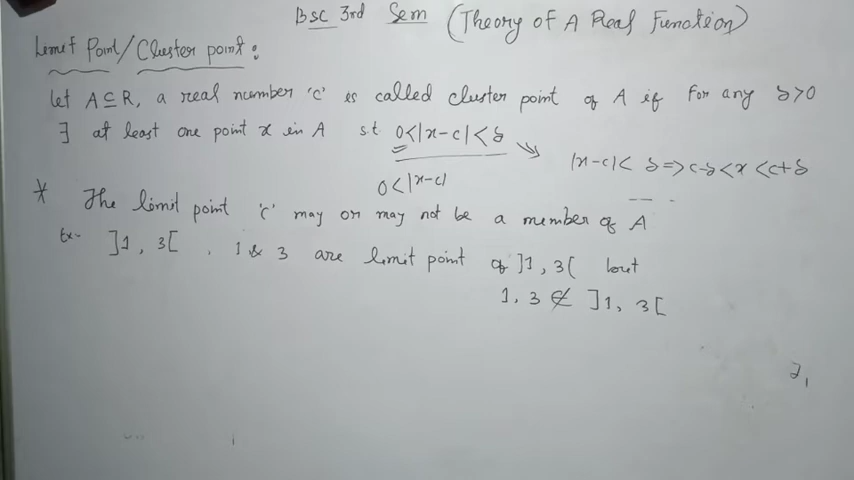 Bsc 3rd Sem (Theory of A Real Function)
Limit Point/Cluster point:
Let A⊆R, a real number 'c' is called cluster point of A if For any δ>0
∃ at least one point x in A s.t 0<|x-c|<δ
|x-c|< δ => c-δ<x<c+δ
0<|x-c|
* The limit point 'c' may or may not be a member of A
Ex- ]1, 3[ , 1 & 3 are limit point of ]1, 3[ but
1, 3 ∉ ]1, 3[